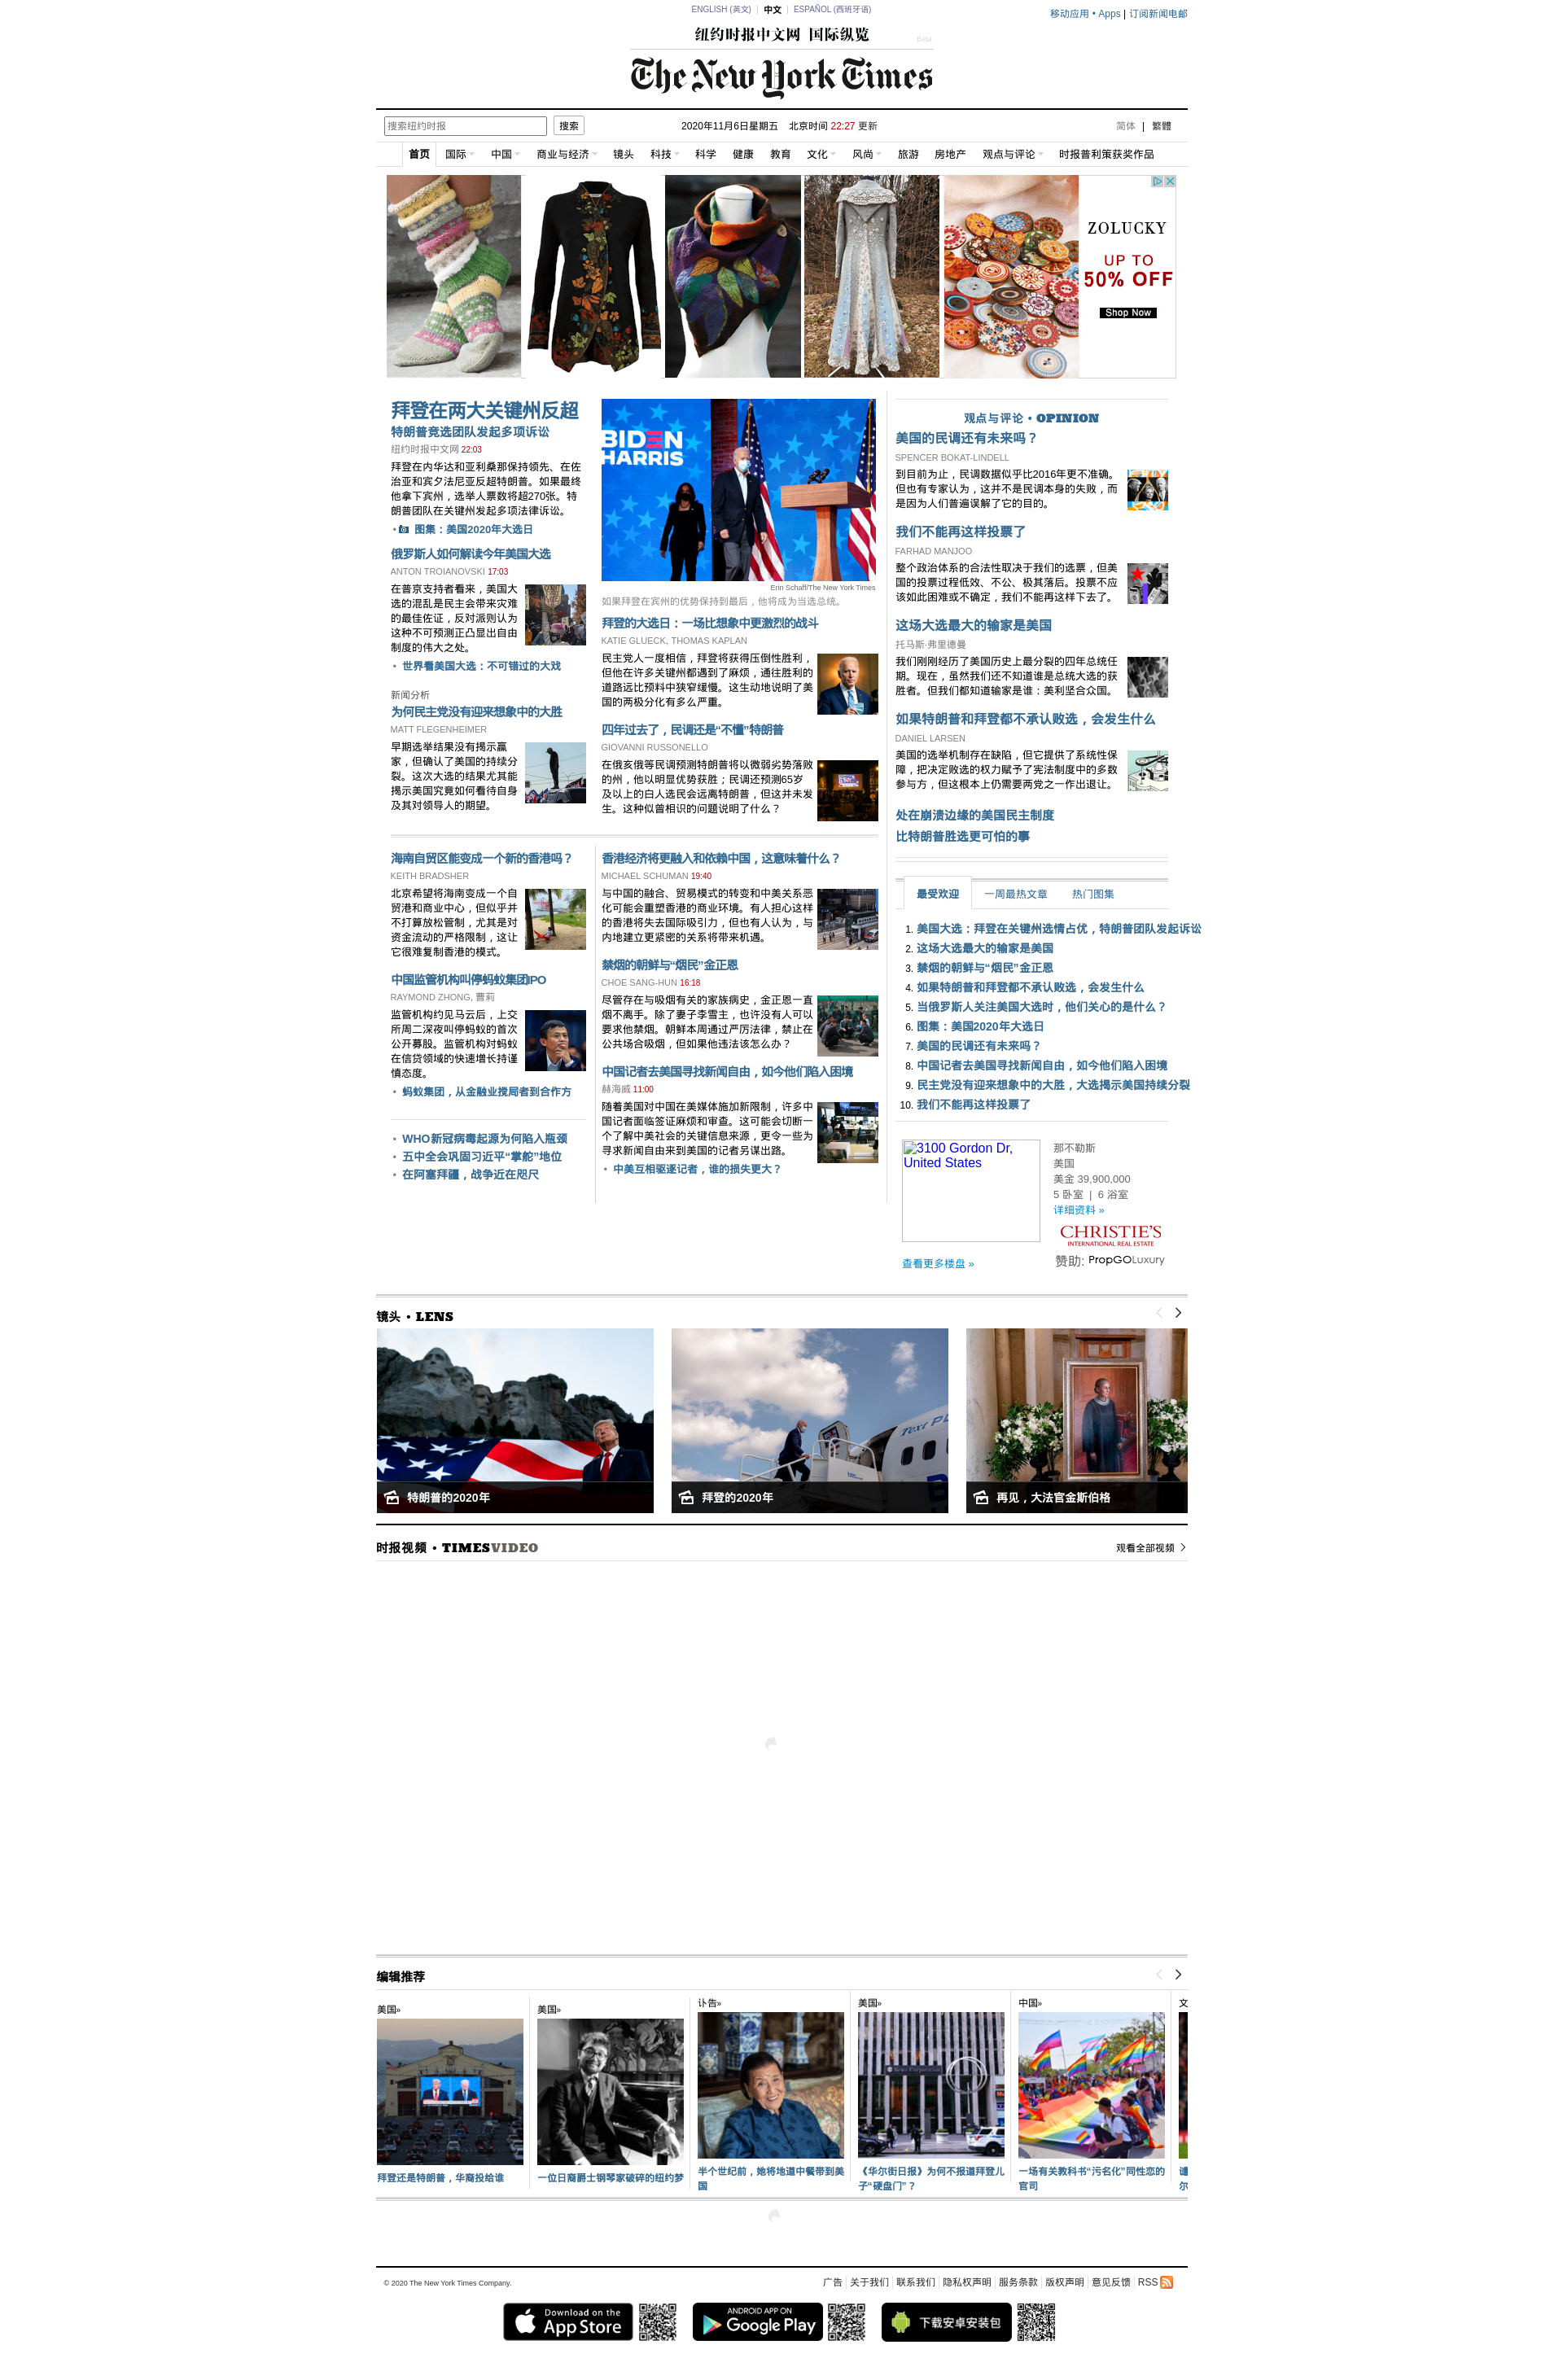 ENGLISH (英文) | 中文 | ESPAÑOL (西班牙语)
移动应用 • Apps | 订阅新闻电邮
纽约时报中文网 国际纵览
Beta
The New York Times
搜索纽约时报
搜索
2020年11月6日星期五 北京时间 22:27 更新
简体 | 繁體
首页 国际 中国 商业与经济 镜头 科技 科学 健康 教育 文化 风尚 旅游 房地产 观点与评论 时报普利策获奖作品
ZOLUCKY
UP TO
50% OFF
Shop Now
拜登在两大关键州反超
特朗普竞选团队发起多项诉讼
纽约时报中文网 22:03
拜登在内华达和亚利桑那保持领先、在佐
治亚和宾夕法尼亚反超特朗普。如果最终
他拿下宾州，选举人票数将超270张。特
朗普团队在关键州发起多项法律诉讼。
• 图集：美国2020年大选日
俄罗斯人如何解读今年美国大选
ANTON TROIANOVSKI 17:03
在普京支持者看来，美国大
选的混乱是民主会带来灾难
的最佳佐证，反对派则认为
这种不可预测正凸显出自由
制度的伟大之处。
• 世界看美国大选：不可错过的大戏
新闻分析
为何民主党没有迎来想象中的大胜
MATT FLEGENHEIMER
早期选举结果没有揭示赢
家，但确认了美国的持续分
裂。这次大选的结果尤其能
揭示美国究竟如何看待自身
及其对领导人的期望。
BIDEN
HARRIS
Erin Schaff/The New York Times
如果拜登在宾州的优势保持到最后，他将成为当选总统。
拜登的大选日：一场比想象中更激烈的战斗
KATIE GLUECK, THOMAS KAPLAN
民主党人一度相信，拜登将获得压倒性胜利，
但他在许多关键州都遇到了麻烦，通往胜利的
道路远比预料中狭窄缓慢。这生动地说明了美
国的两极分化有多么严重。
四年过去了，民调还是“不懂”特朗普
GIOVANNI RUSSONELLO
在俄亥俄等民调预测特朗普将以微弱劣势落败
的州，他以明显优势获胜；民调还预测65岁
及以上的白人选民会远离特朗普，但这并未发
生。这种似曾相识的问题说明了什么？
观点与评论 • OPINION
美国的民调还有未来吗？
SPENCER BOKAT-LINDELL
到目前为止，民调数据似乎比2016年更不准确。
但也有专家认为，这并不是民调本身的失败，而
是因为人们普遍误解了它的目的。
我们不能再这样投票了
FARHAD MANJOO
整个政治体系的合法性取决于我们的选票，但美
国的投票过程低效、不公、极其落后。投票不应
该如此困难或不确定，我们不能再这样下去了。
这场大选最大的输家是美国
托马斯·弗里德曼
我们刚刚经历了美国历史上最分裂的四年总统任
期。现在，虽然我们还不知道谁是总统大选的获
胜者。但我们都知道输家是谁：美利坚合众国。
如果特朗普和拜登都不承认败选，会发生什么
DANIEL LARSEN
美国的选举机制存在缺陷，但它提供了系统性保
障，把决定败选的权力赋予了宪法制度中的多数
参与方，但这根本上仍需要两党之一作出退让。
处在崩溃边缘的美国民主制度
比特朗普胜选更可怕的事
海南自贸区能变成一个新的香港吗？
KEITH BRADSHER
北京希望将海南变成一个自
贸港和商业中心，但似乎并
不打算放松管制，尤其是对
资金流动的严格限制，这让
它很难复制香港的模式。
中国监管机构叫停蚂蚁集团IPO
RAYMOND ZHONG, 曹莉
监管机构约见马云后，上交
所周二深夜叫停蚂蚁的首次
公开募股。监管机构对蚂蚁
在信贷领域的快速增长持谨
慎态度。
• 蚂蚁集团，从金融业搅局者到合作方
• WHO新冠病毒起源为何陷入瓶颈
• 五中全会巩固习近平“掌舵”地位
• 在阿塞拜疆，战争近在咫尺
香港经济将更融入和依赖中国，这意味着什么？
MICHAEL SCHUMAN 19:40
与中国的融合、贸易模式的转变和中美关系恶
化可能会重塑香港的商业环境。有人担心这样
的香港将失去国际吸引力，但也有人认为，与
内地建立更紧密的关系将带来机遇。
禁烟的朝鲜与“烟民”金正恩
CHOE SANG-HUN 16:18
尽管存在与吸烟有关的家族病史，金正恩一直
烟不离手。除了妻子李雪主，也许没有人可以
要求他禁烟。朝鲜本周通过严厉法律，禁止在
公共场合吸烟，但如果他违法该怎么办？
中国记者去美国寻找新闻自由，如今他们陷入困境
赫海威 11:00
随着美国对中国在美媒体施加新限制，许多中
国记者面临签证麻烦和审查。这可能会切断一
个了解中美社会的关键信息来源，更令一些为
寻求新闻自由来到美国的记者另谋出路。
• 中美互相驱逐记者，谁的损失更大？
最受欢迎 一周最热文章 热门图集
1. 美国大选：拜登在关键州选情占优，特朗普团队发起诉讼
2. 这场大选最大的输家是美国
3. 禁烟的朝鲜与“烟民”金正恩
4. 如果特朗普和拜登都不承认败选，会发生什么
5. 当俄罗斯人关注美国大选时，他们关心的是什么？
6. 图集：美国2020年大选日
7. 美国的民调还有未来吗？
8. 中国记者去美国寻找新闻自由，如今他们陷入困境
9. 民主党没有迎来想象中的大胜，大选揭示美国持续分裂
10. 我们不能再这样投票了
3100 Gordon Dr,
United States
那不勒斯
美国
美金 39,900,000
5 卧室 | 6 浴室
详细资料 »
CHRISTIE'S
INTERNATIONAL REAL ESTATE
查看更多楼盘 »
赞助: PropGOLuxury
镜头 • LENS
特朗普的2020年
拜登的2020年
再见，大法官金斯伯格
时报视频 • TIMESVIDEO
观看全部视频
编辑推荐
美国»
拜登还是特朗普，华裔投给谁
美国»
一位日裔爵士钢琴家破碎的纽约梦
讣告»
半个世纪前，她将地道中餐带到美
国
美国»
《华尔街日报》为何不报道拜登儿
子“硬盘门”？
中国»
一场有关教科书“污名化”同性恋的
官司
文
尔
© 2020 The New York Times Company.
广告 关于我们 联系我们 隐私权声明 服务条款 版权声明 意见反馈 RSS
Download on the
App Store
ANDROID APP ON
Google Play
下载安卓安装包